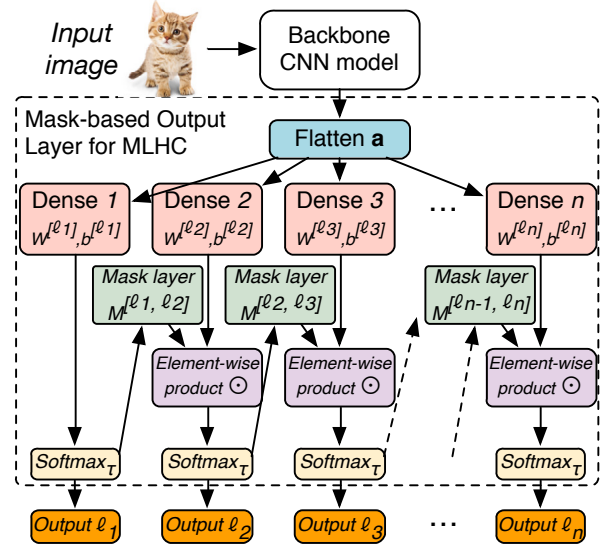 Input
image
Backbone
CNN model
Mask-based Output
Layer for MLHC
Flatten a
Dense 1
W[ℓ1],b[ℓ1]
Dense 2
W[ℓ2],b[ℓ2]
Dense 3
W[ℓ3],b[ℓ3]
...
Dense n
W[ℓn],b[ℓn]
Mask layer
M[ℓ1, ℓ2]
Mask layer
M[ℓ2, ℓ3]
Mask layer
M[ℓn-1, ℓn]
Element-wise
product ⊙
Element-wise
product ⊙
Element-wise
product ⊙
Softmaxτ
Softmaxτ
Softmaxτ
Softmaxτ
Output ℓ1
Output ℓ2
Output ℓ3
...
Output ℓn